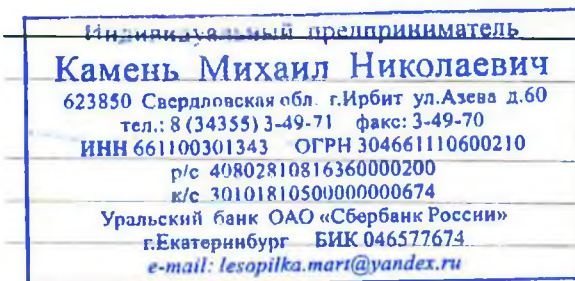 Индивидуальный предприниматель
Камень Михаил Николаевич
623850 Свердловская обл. г.Ирбит ул.Азева д.60
тел.: 8 (34355) 3-49-71 факс: 3-49-70
ИНН 661100301343 ОГРН 304661110600210
р/с 40802810816360000200
к/с 30101810500000000674
Уральский банк ОАО «Сбербанк России»
г.Екатеринбург БИК 046577674
e-mail: lesopilka.mart@yandex.ru